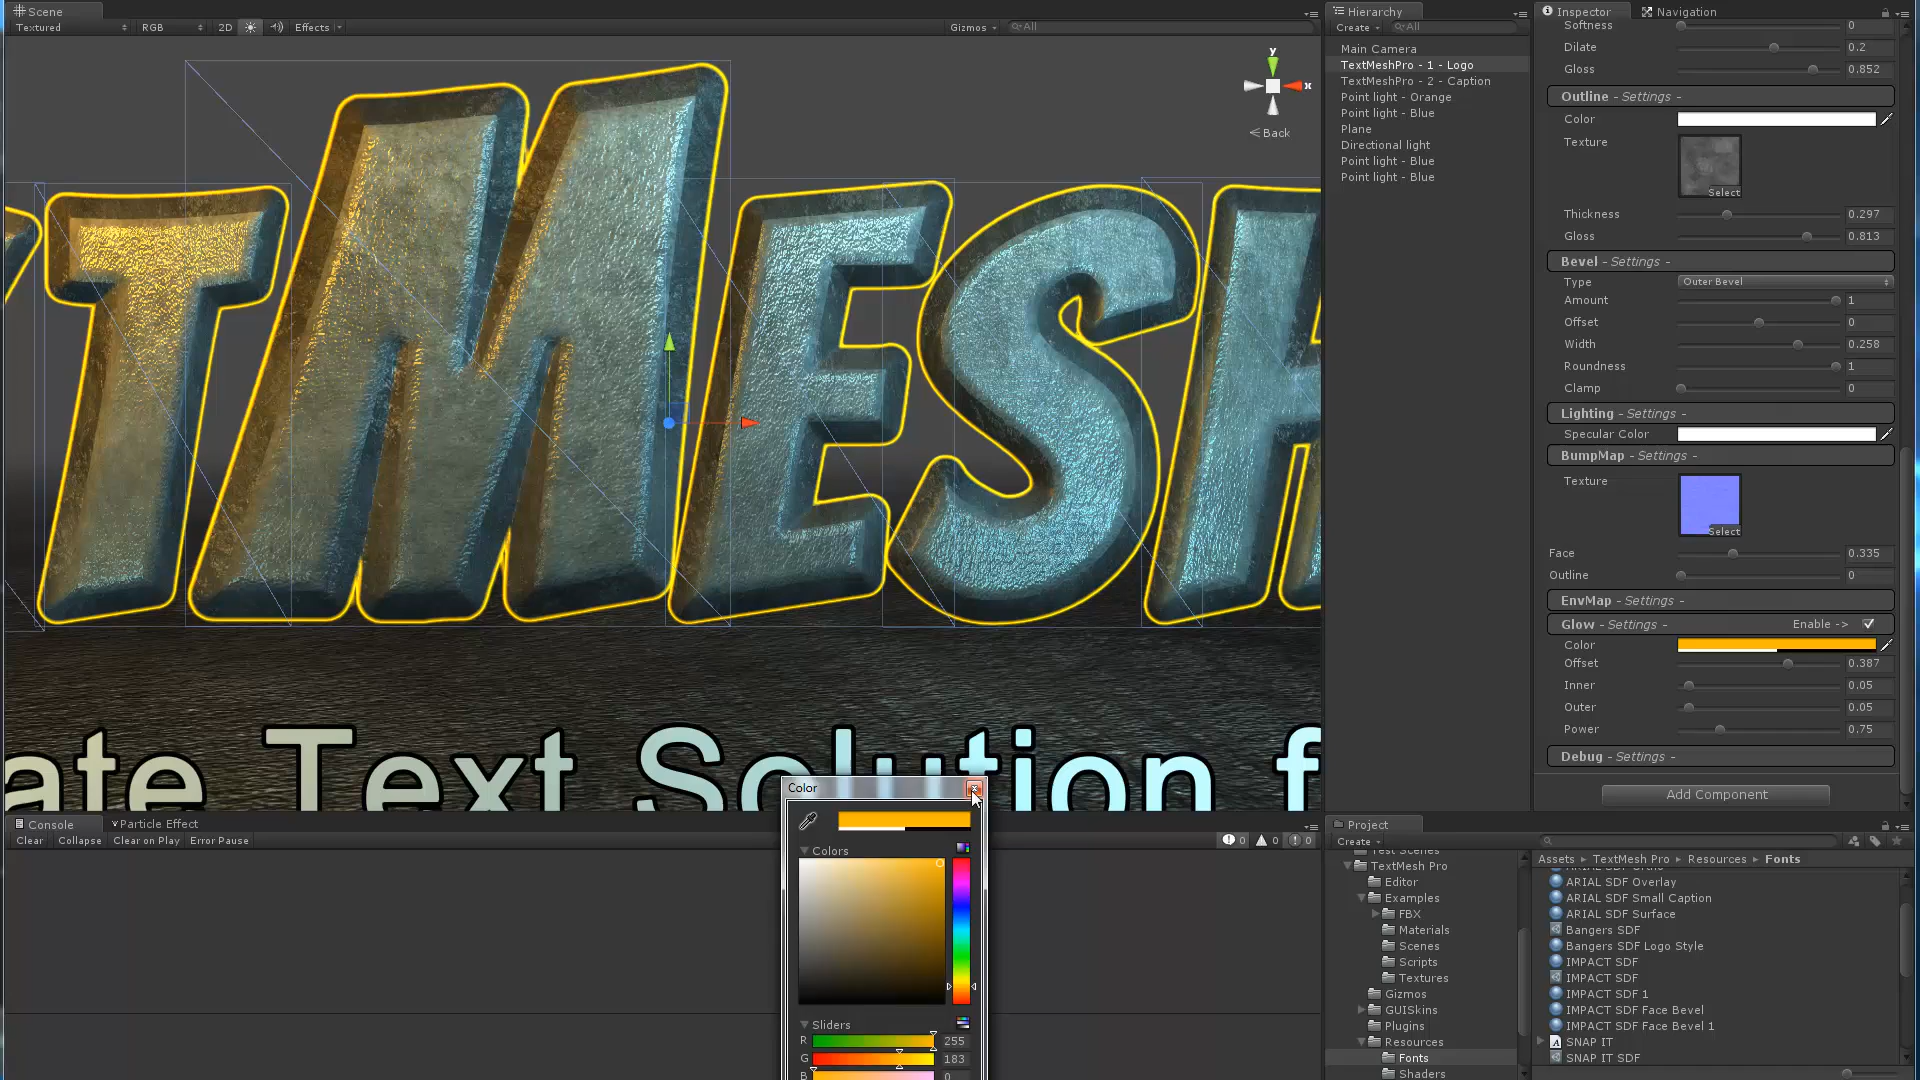 Scene
Textured RGB 2D Effects Gizmos All
TMESH
y
x
Back
ate Text Solution f
Hierarchy
Create All
Main Camera
TextMeshPro - 1 - Logo
TextMeshPro - 2 - Caption
Point light - Orange
Point light - Blue
Plane
Directional light
Point light - Blue
Point light - Blue
Inspector Navigation
Softness 0
Dilate 0.2
Gloss 0.852
Outline - Settings -
Color
Texture
Select
Thickness 0.297
Gloss 0.813
Bevel - Settings -
Type Outer Bevel
Amount 1
Offset 0
Width 0.258
Roundness 1
Clamp 0
Lighting - Settings -
Specular Color
BumpMap - Settings -
Texture
Select
Face 0.335
Outline 0
EnvMap - Settings -
Glow - Settings - Enable ->
Color
Offset 0.387
Inner 0.05
Outer 0.05
Power 0.75
Debug - Settings -
Add Component
Console Particle Effect
Clear Collapse Clear on Play Error Pause 0 0 0
Color
Colors
Sliders
R 255
G 183
B 0
Project
Create
Test Scenes
TextMesh Pro
Editor
Examples
FBX
Materials
Scenes
Scripts
Textures
Gizmos
GUISkins
Plugins
Resources
Fonts
Shaders
Assets TextMesh Pro Resources Fonts
ARIAL SDF Overlay
ARIAL SDF Small Caption
ARIAL SDF Surface
Bangers SDF
Bangers SDF Logo Style
IMPACT SDF
IMPACT SDF
IMPACT SDF 1
IMPACT SDF Face Bevel
IMPACT SDF Face Bevel 1
SNAP IT
SNAP IT SDF